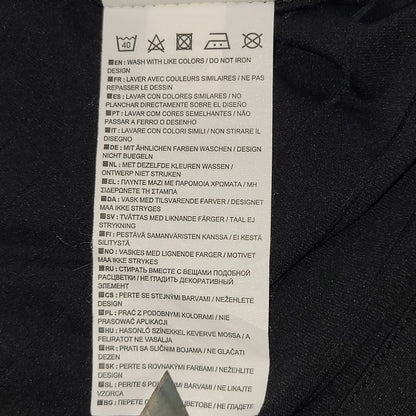 40
EN : WASH WITH LIKE COLORS / DO NOT IRON
DESIGN
FR : LAVER AVEC COULEURS SIMILAIRES / NE PAS
REPASSER LE DESSIN
ES : LAVAR CON COLORES SIMILARES / NO
PLANCHAR DIRECTAMENTE SOBRE EL DISEÑO
PT : LAVAR COM CORES SEMELHANTES / NÃO
PASSAR A FERRO O DESENHO
IT : LAVARE CON COLORI SIMILI / NON STIRARE IL
DISEGNO
DE : MIT ÄHNLICHEN FARBEN WASCHEN / DESIGN
NICHT BUEGELN
NL : MET DEZELFDE KLEUREN WASSEN /
ONTWERP NIET STRIJKEN
EL : ΠΛΥΝΤΕ ΜΑΖΙ ΜΕ ΠΑΡΟΜΟΙΑ ΧΡΩΜΑΤΑ / ΜΗ
ΣΙΔΕΡΩΝΕΤΕ ΤΗ ΣΤΑΜΠΑ
DA : VASK MED TILSVARENDE FARVER / DESIGNET
MAA IKKE STRYGES
SV : TVÄTTAS MED LIKNANDE FÄRGER / TAAL EJ
STRYKNING
FI : PESTÄVÄ SAMANVÄRISTEN KANSSA / EI KESTÄ
SILITYSTÄ
NO : VASKES MED LIGNENDE FARGER / MOTIV
MAA IKKE STRYKES
RU : СТИРАТЬ ВМЕСТЕ С ВЕЩАМИ ПОДОБНОЙ
РАСЦВЕТКИ / НЕ ГЛАДИТЬ ДЕКОРАТИВНЫЙ
ЭЛЕМЕНТ
CS : PERTE SE STEJNÝMI BARVAMI / NEŽEHLETE
DESIGN
PL : PRAĆ Z PODOBNYMI KOLORAMI / NIE
PRASOWAĆ APLIKACJI
HU : HASONLÓ SZÍNEKKEL KEVERVE MOSSA / A
FELIRATOT NE VASALJA
HR : PRATI SA SLIČNIM BOJAMA / NE GLAČATI
DEZEN
SK : PERTE S ROVNAKÝMI FARBAMI / NEŽEHLITE
DESIGN
SL : PERITE S PODOBNIMI BARVAMI / NE LIKAJTE
VZORCA
BG : ПЕРЕТЕ С